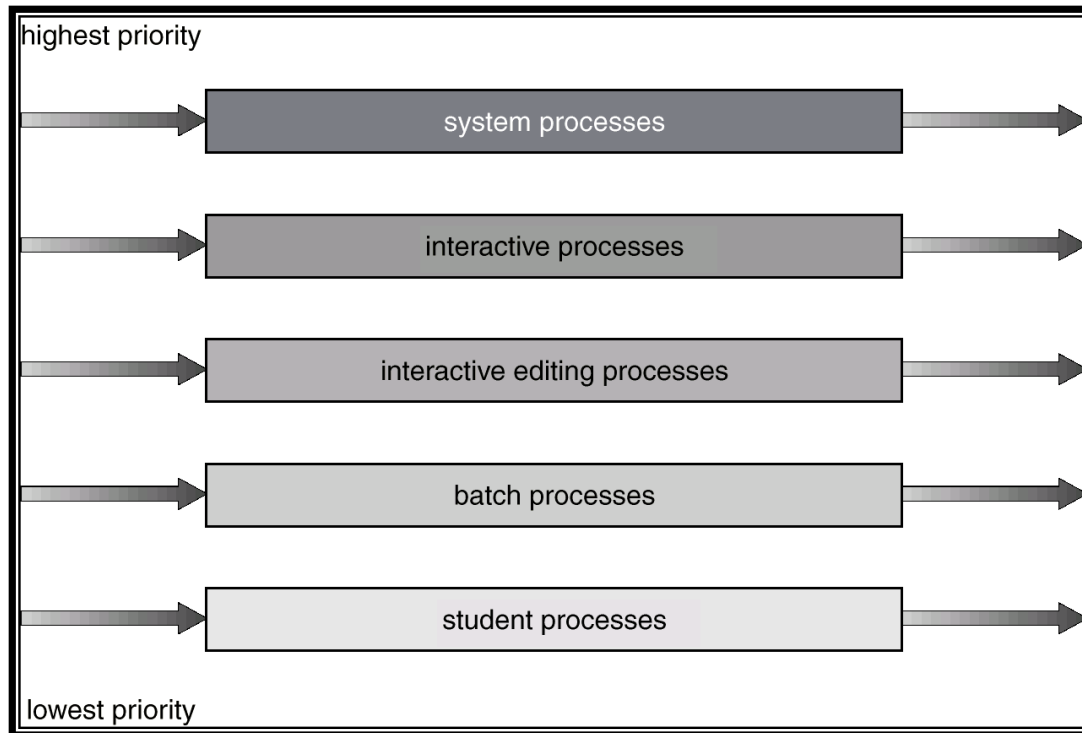 highest priority
system processes
interactive processes
interactive editing processes
batch processes
student processes
lowest priority